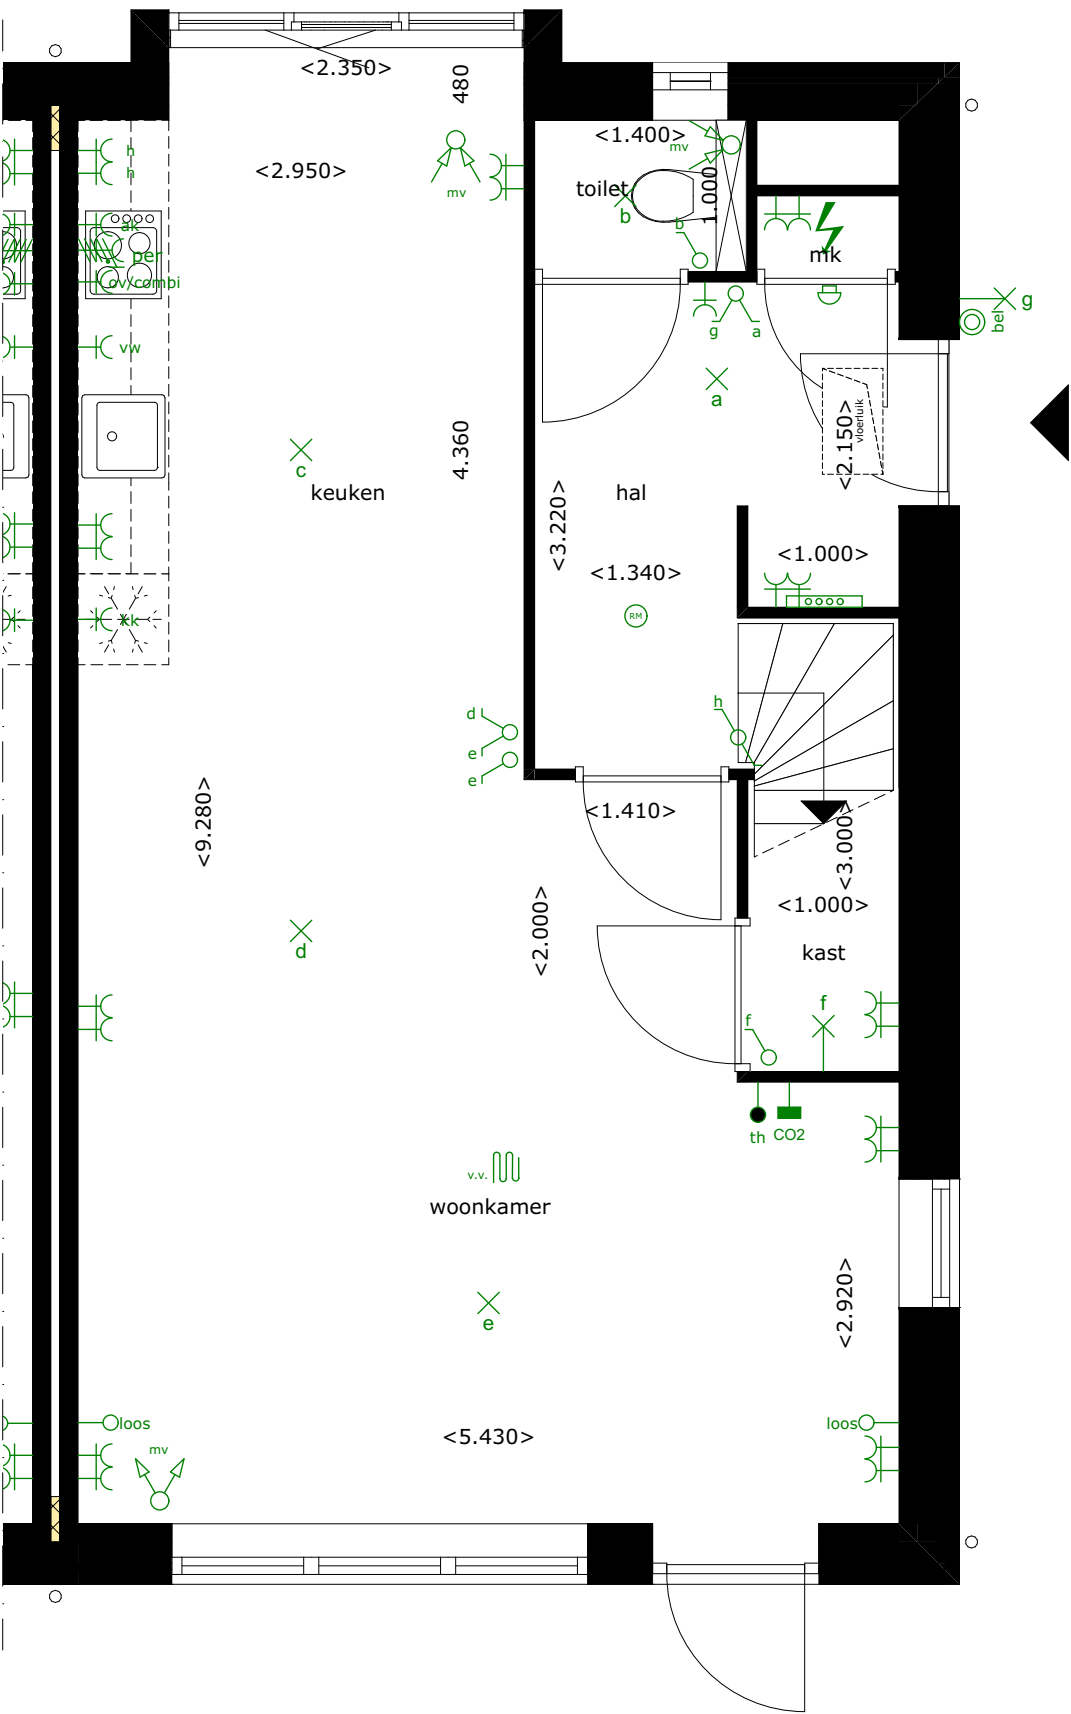 <2.350>
480
<1.400>
mv
h
h
<2.950>
mv
toilet
1.000
b
b
ak
per
mk
ov/combi
g
bel
g
a
vw
a
<2.150>
vloerluik
c
4.360
keuken
hal
<3.220>
<1.000>
<1.340>
RM
kk
h
d
e
e
<9.280>
<1.410>
<3.000>
<1.000>
<2.000>
d
kast
f
f
th
CO2
v.v.
woonkamer
<2.920>
e
loos
loos
<5.430>
mv